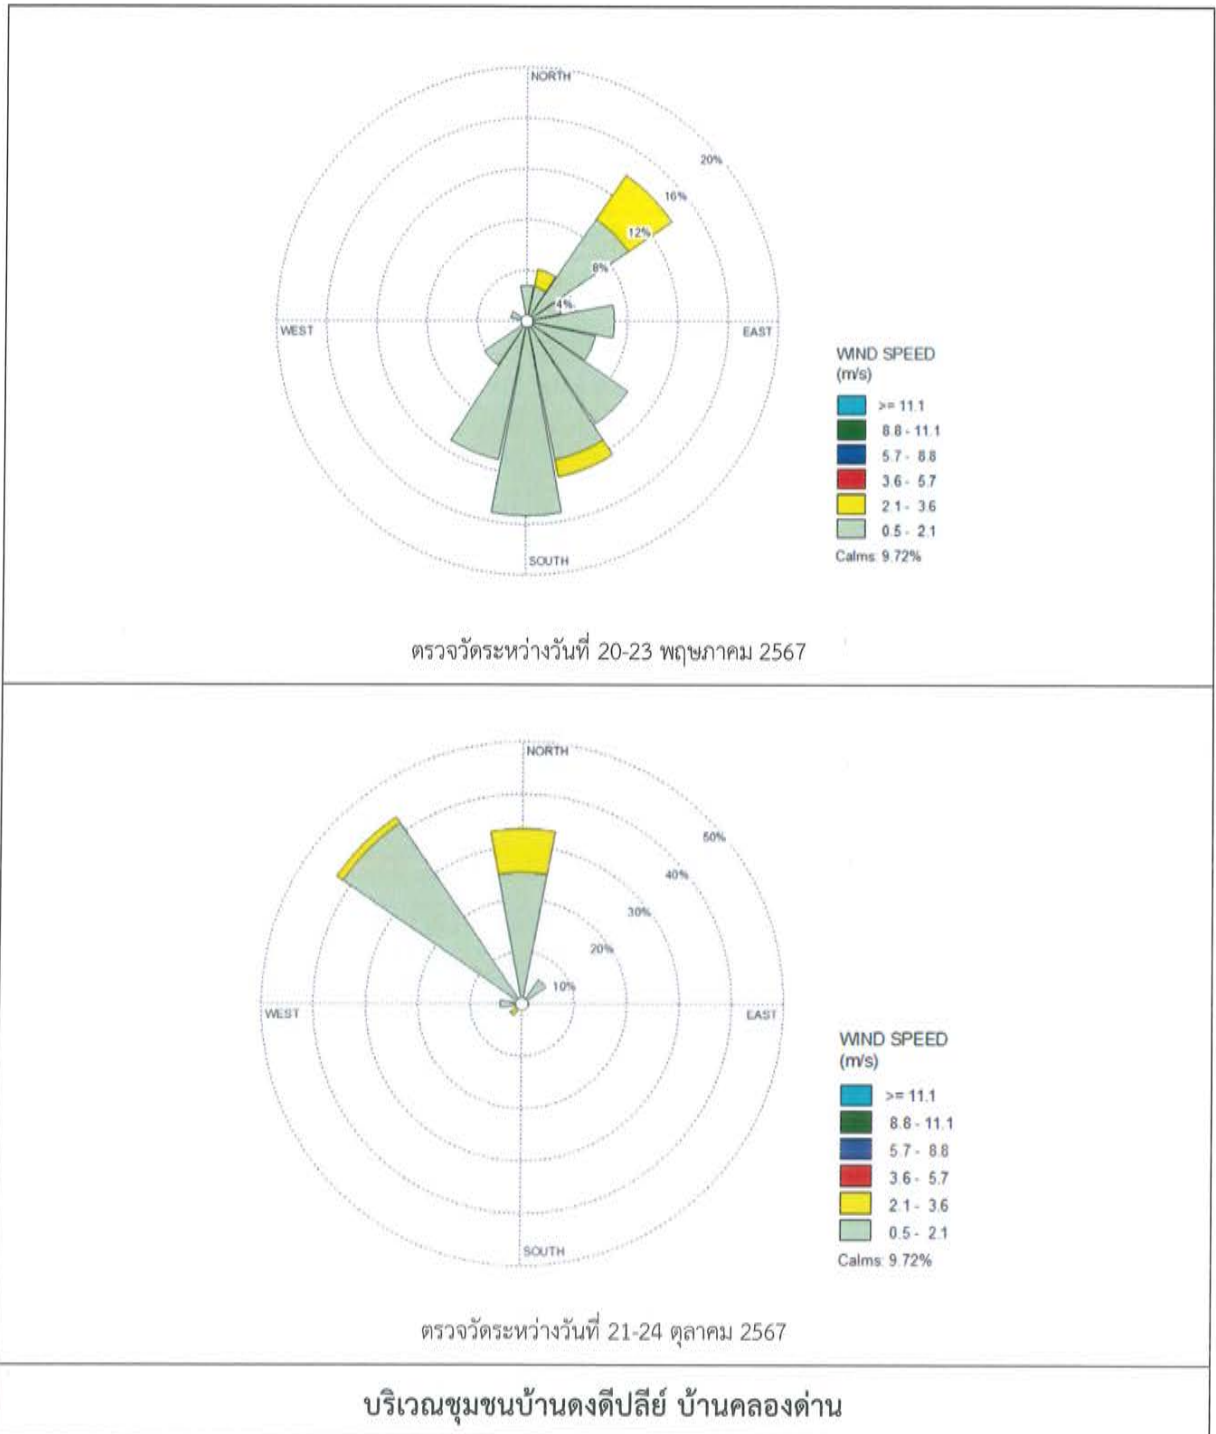 NORTH
20%
16%
12%
8%
4%
WEST
EAST
SOUTH
WIND SPEED
(m/s)
>= 11.1
8.8 - 11.1
5.7 - 8.8
3.6 - 5.7
2.1 - 3.6
0.5 - 2.1
Calms: 9.72%
ตรวจวัดระหว่างวันที่ 20-23 พฤษภาคม 2567
NORTH
50%
40%
30%
20%
10%
WEST
EAST
SOUTH
WIND SPEED
(m/s)
>= 11.1
8.8 - 11.1
5.7 - 8.8
3.6 - 5.7
2.1 - 3.6
0.5 - 2.1
Calms: 9.72%
ตรวจวัดระหว่างวันที่ 21-24 ตุลาคม 2567
บริเวณชุมชนบ้านดงดีปลีย์ บ้านคลองด่าน